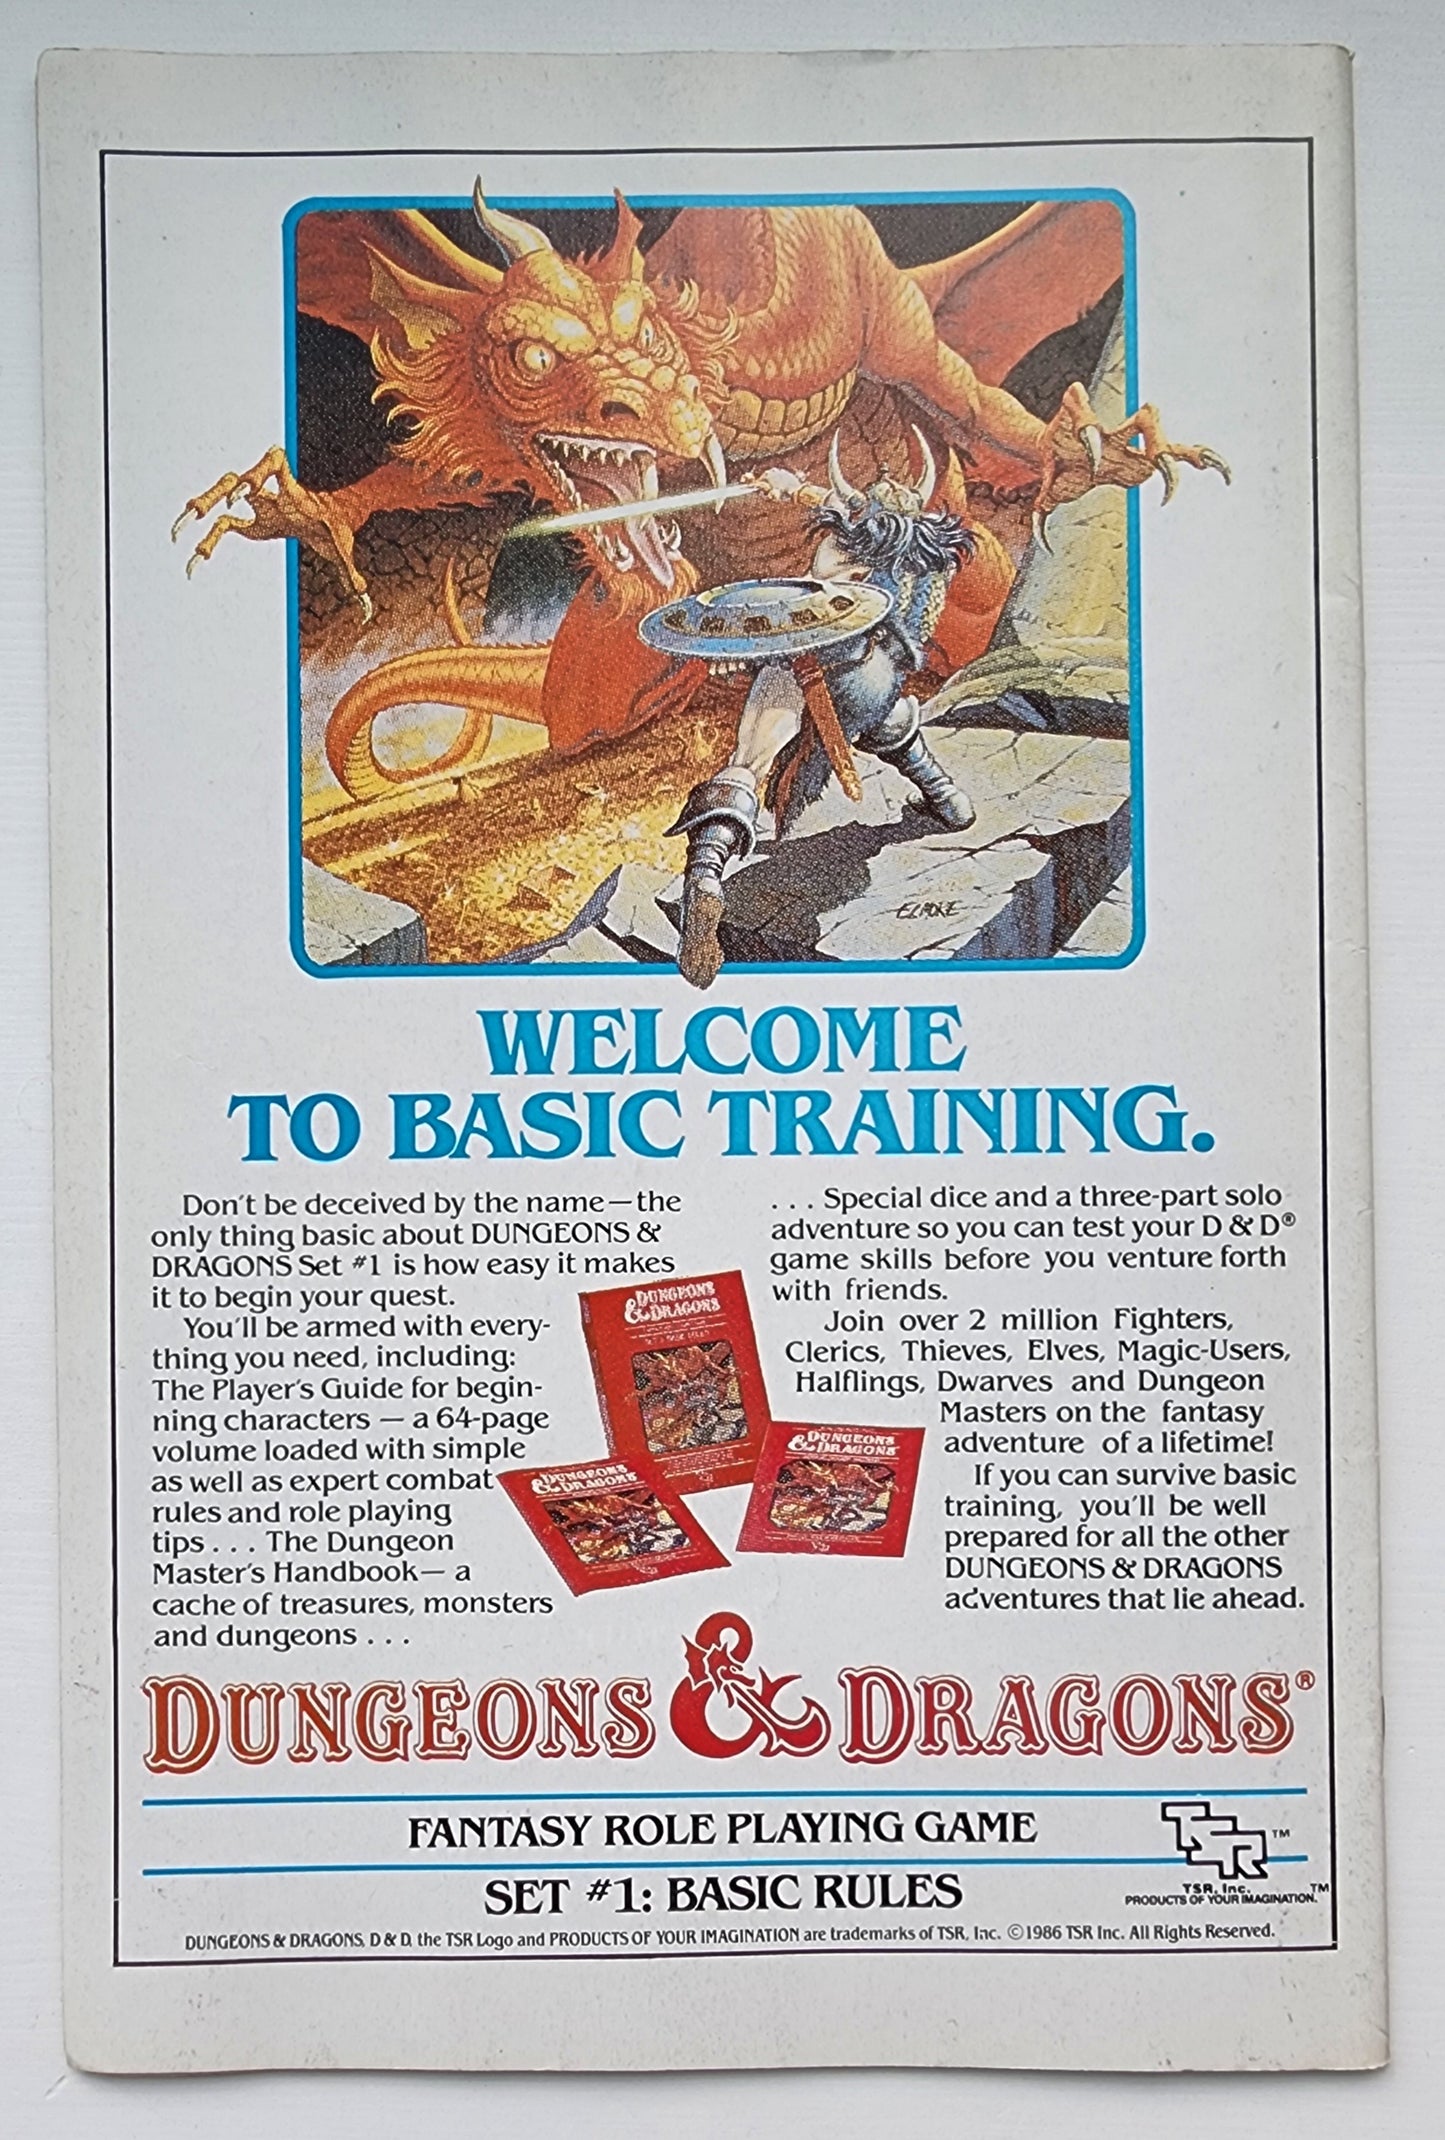 ELMORE
WELCOME
TO BASIC TRAINING.
Don't be deceived by the name—the
only thing basic about DUNGEONS &
DRAGONS Set #1 is how easy it makes
it to begin your quest.
You'll be armed with every-
thing you need, including:
The Player's Guide for begin-
ning characters — a 64-page
volume loaded with simple
as well as expert combat
rules and role playing
tips . . . The Dungeon
Master's Handbook— a
cache of treasures, monsters
and dungeons . . .
. . . Special dice and a three-part solo
adventure so you can test your D & D®
game skills before you venture forth
with friends.
Join over 2 million Fighters,
Clerics, Thieves, Elves, Magic-Users,
Halflings, Dwarves and Dungeon
Masters on the fantasy
adventure of a lifetime!
If you can survive basic
training, you'll be well
prepared for all the other
DUNGEONS & DRAGONS
adventures that lie ahead.
DUNGEONS
& DRAGONS
DUNGEONS
& DRAGONS
DUNGEONS
& DRAGONS
DUNGEONS & DRAGONS®
FANTASY ROLE PLAYING GAME
SET #1: BASIC RULES
TSR™
TSR, Inc.
PRODUCTS OF YOUR IMAGINATION.™
DUNGEONS & DRAGONS, D & D, the TSR Logo and PRODUCTS OF YOUR IMAGINATION are trademarks of TSR, Inc. ©1986 TSR Inc. All Rights Reserved.